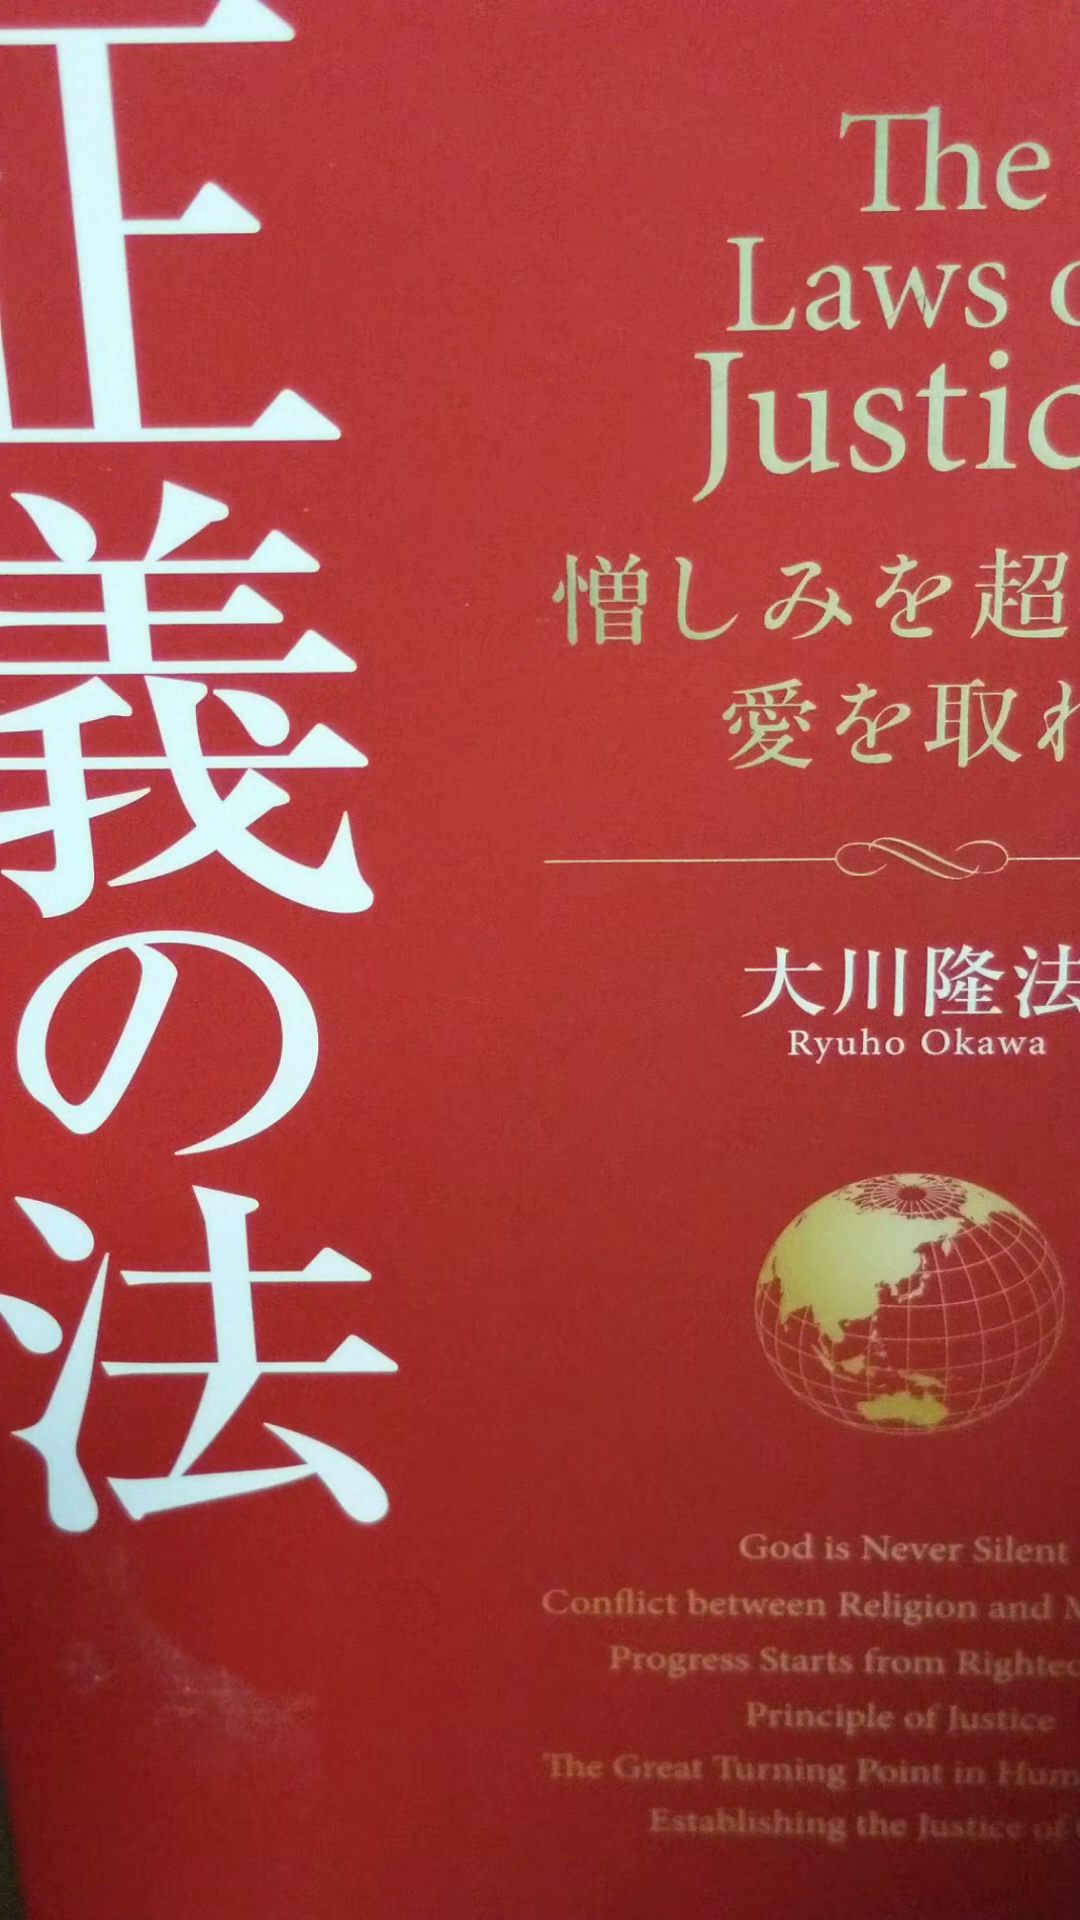 正義の法
The
Laws
Justic
憎しみを超
愛を取れ
大川隆法
Ryuho Okawa
God is Never Silent
Conflict between Religion and
Progress Starts from
Principle of Justice
The Great Turning Point in
Establishing the Justice of